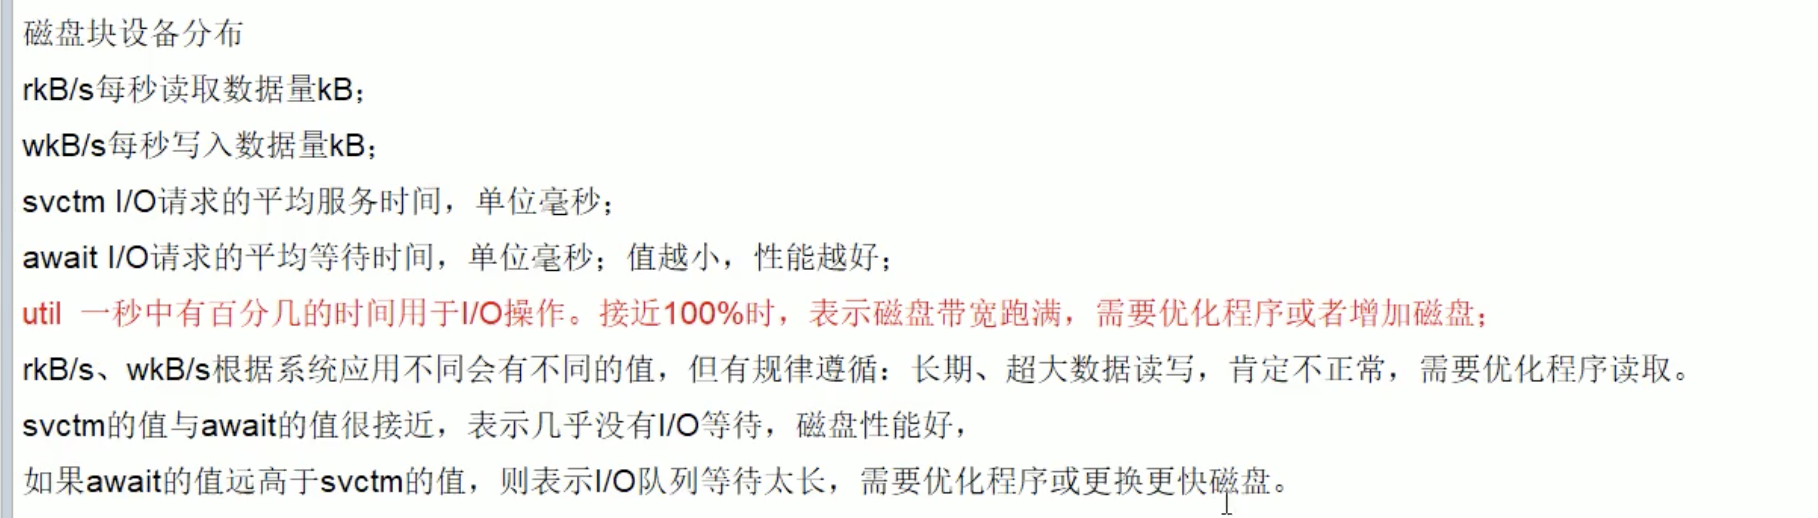 磁盘块设备分布
rkB/s每秒读取数据量kB；
wkB/s每秒写入数据量kB；
svctm I/O请求的平均服务时间，单位毫秒；
await I/O请求的平均等待时间，单位毫秒；值越小，性能越好；
util  一秒中有百分几的时间用于I/O操作。接近100%时，表示磁盘带宽跑满，需要优化程序或者增加磁盘；
rkB/s、wkB/s根据系统应用不同会有不同的值，但有规律遵循：长期、超大数据读写，肯定不正常，需要优化程序读取。
svctm的值与await的值很接近，表示几乎没有I/O等待，磁盘性能好，
如果await的值远高于svctm的值，则表示I/O队列等待太长，需要优化程序或更换更快磁盘。